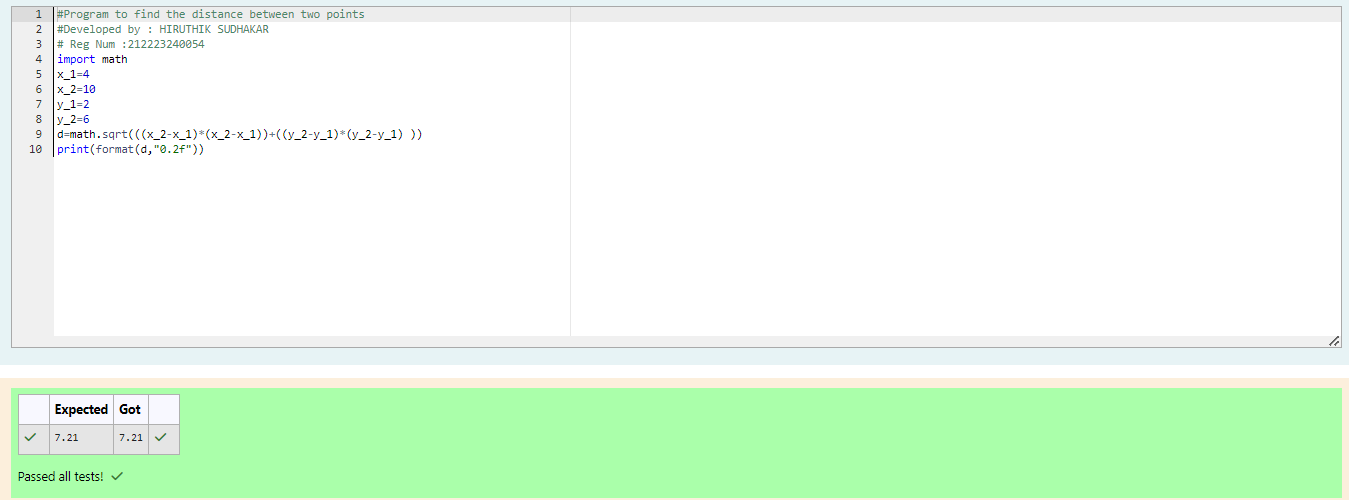 1 #Program to find the distance between two points
2 #Developed by : HIRUTHIK SUDHAKAR
3 # Reg Num :212223240054
4 import math
5 x_1=4
6 x_2=10
7 y_1=2
8 y_2=6
9 d=math.sqrt(((x_2-x_1)*(x_2-x_1))+((y_2-y_1)*(y_2-y_1) ))
10 print(format(d,"0.2f"))
Expected Got
7.21 7.21
Passed all tests!